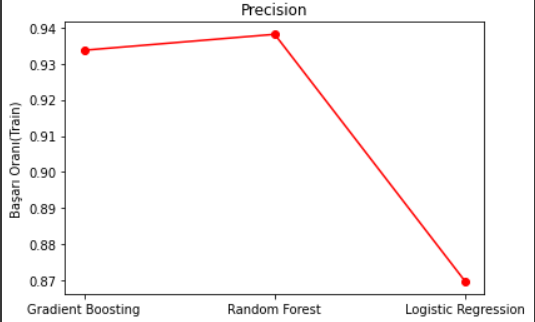 Precision
Başarı Oranı(Train)
0.94
0.93
0.92
0.91
0.90
0.89
0.88
0.87
Gradient Boosting Random Forest Logistic Regression